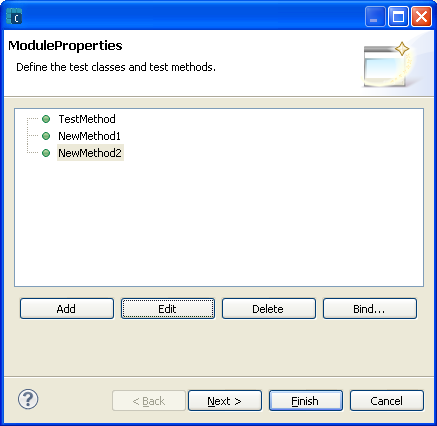 C
ModuleProperties
Define the test classes and test methods.
TestMethod
NewMethod1
NewMethod2
Add Edit Delete Bind...
? < Back Next > Finish Cancel